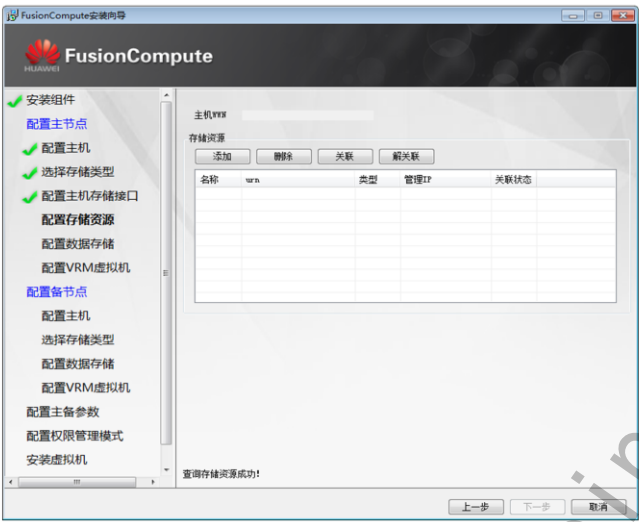 FusionCompute安装向导
HUAWEI
FusionCompute
安装组件
配置主节点
配置主机
选择存储类型
配置主机存储接口
配置存储资源
配置数据存储
配置VRM虚拟机
配置备节点
配置主机
选择存储类型
配置数据存储
配置VRM虚拟机
配置主备参数
配置权限管理模式
安装虚拟机
主机WWN
存储资源
添加 删除 关联 解关联
名称 urn 类型 管理IP 关联状态
查询存储资源成功!
上一步 下一步 取消